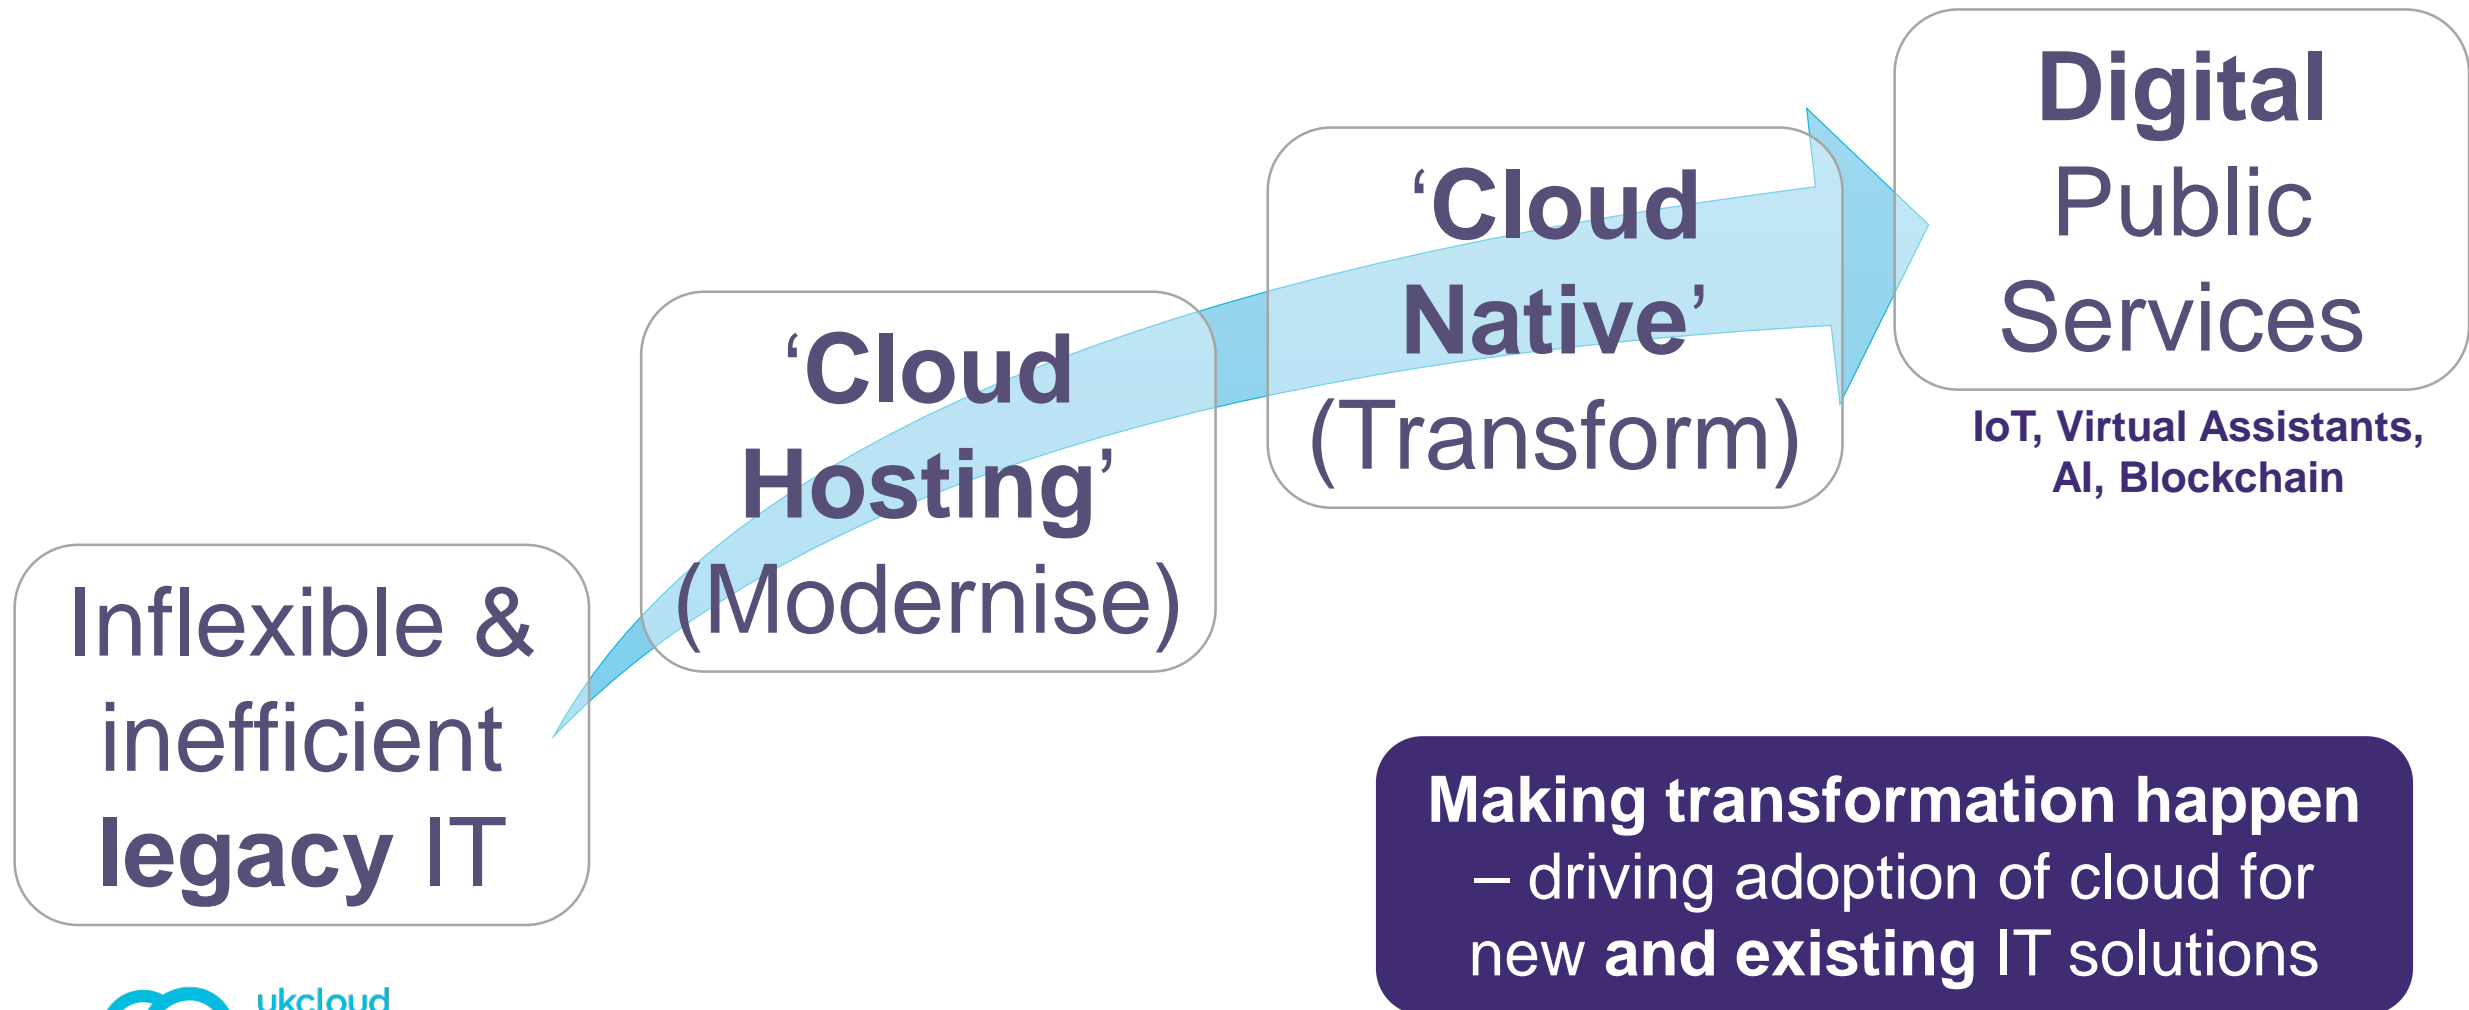 Inflexible &
inefficient
legacy IT
‘Cloud
Hosting’
(Modernise)
‘Cloud
Native’
(Transform)
Digital
Public
Services
IoT, Virtual Assistants,
AI, Blockchain
Making transformation happen
– driving adoption of cloud for
new and existing IT solutions
ukcloud